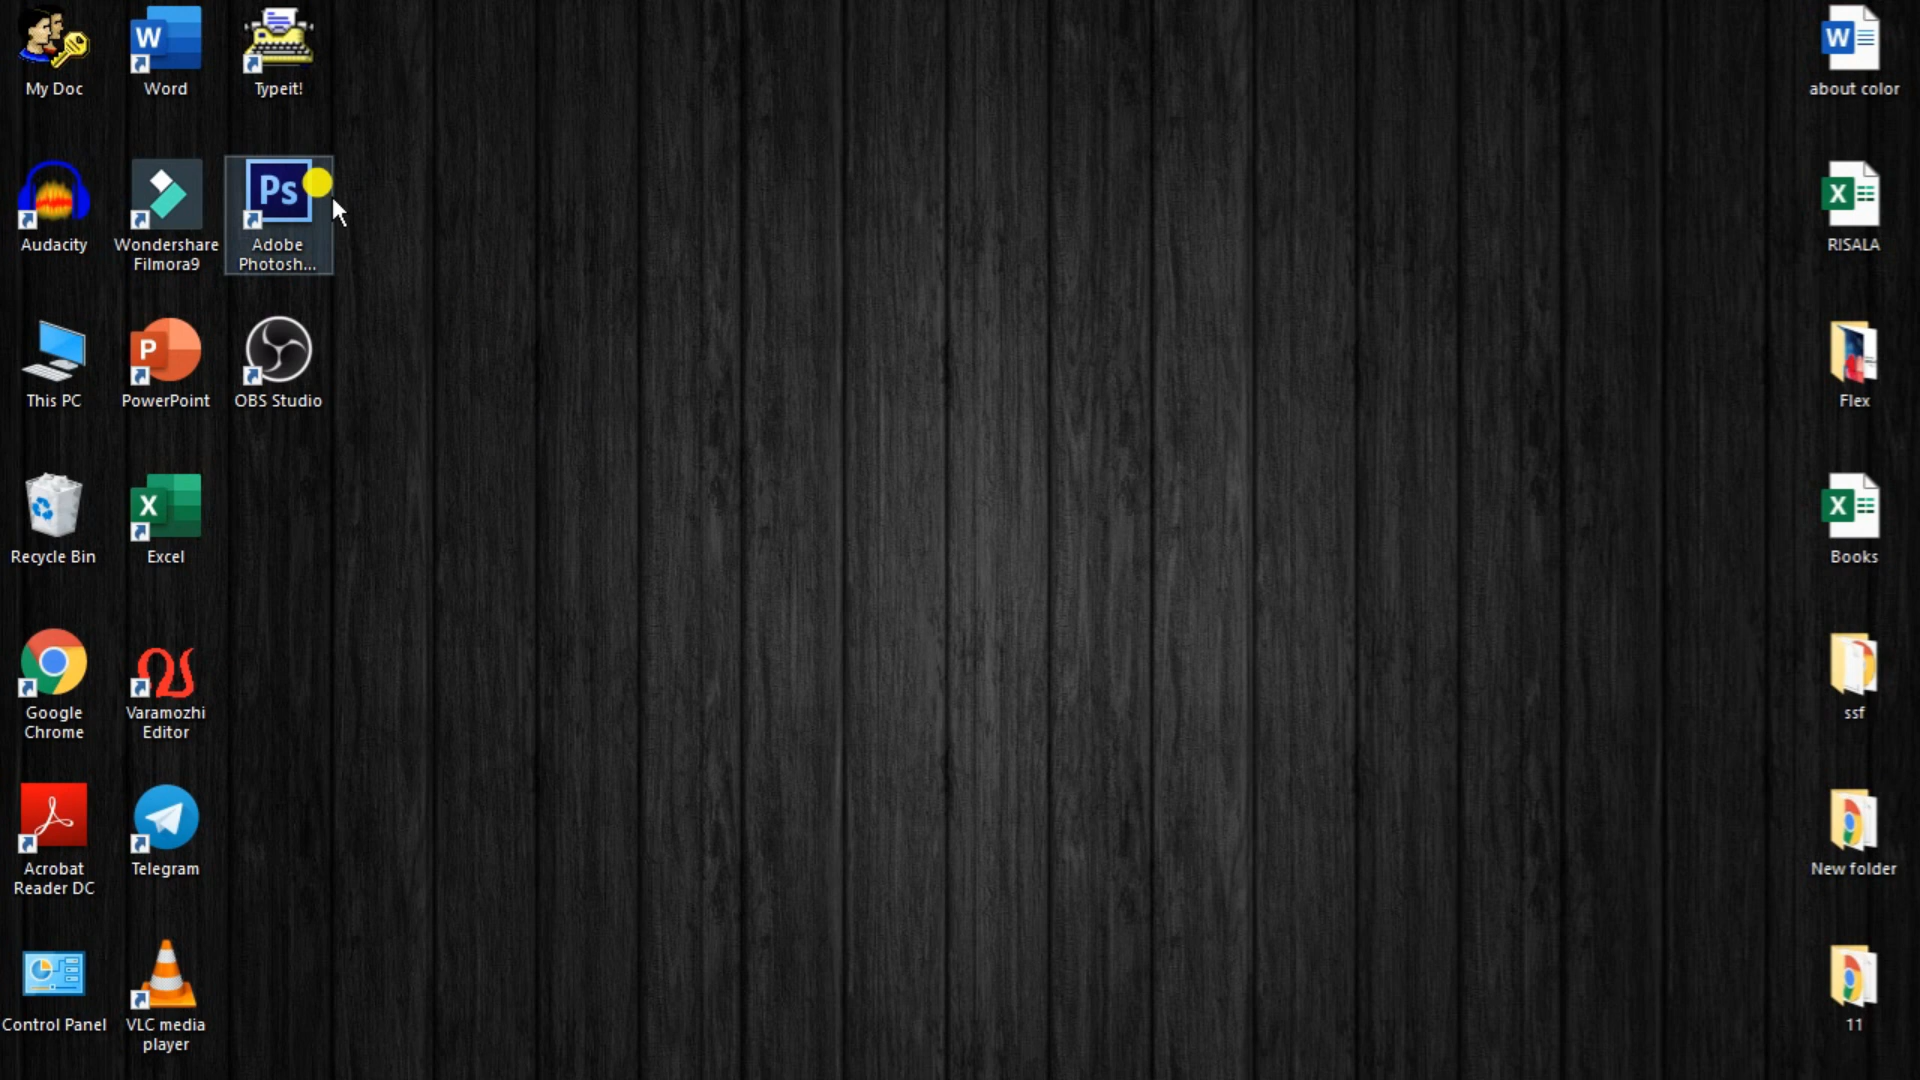 My Doc
Word
Typeit!
W
W
about color
Audacity
Wondershare
Filmora9
Ps
Adobe
Photosh...
X
RISALA
This PC
P
PowerPoint
OBS Studio
Flex
Recycle Bin
X
Excel
X
Books
Google
Chrome
Varamozhi
Editor
ssf
Acrobat
Reader DC
Telegram
New folder
Control Panel
VLC media
player
11